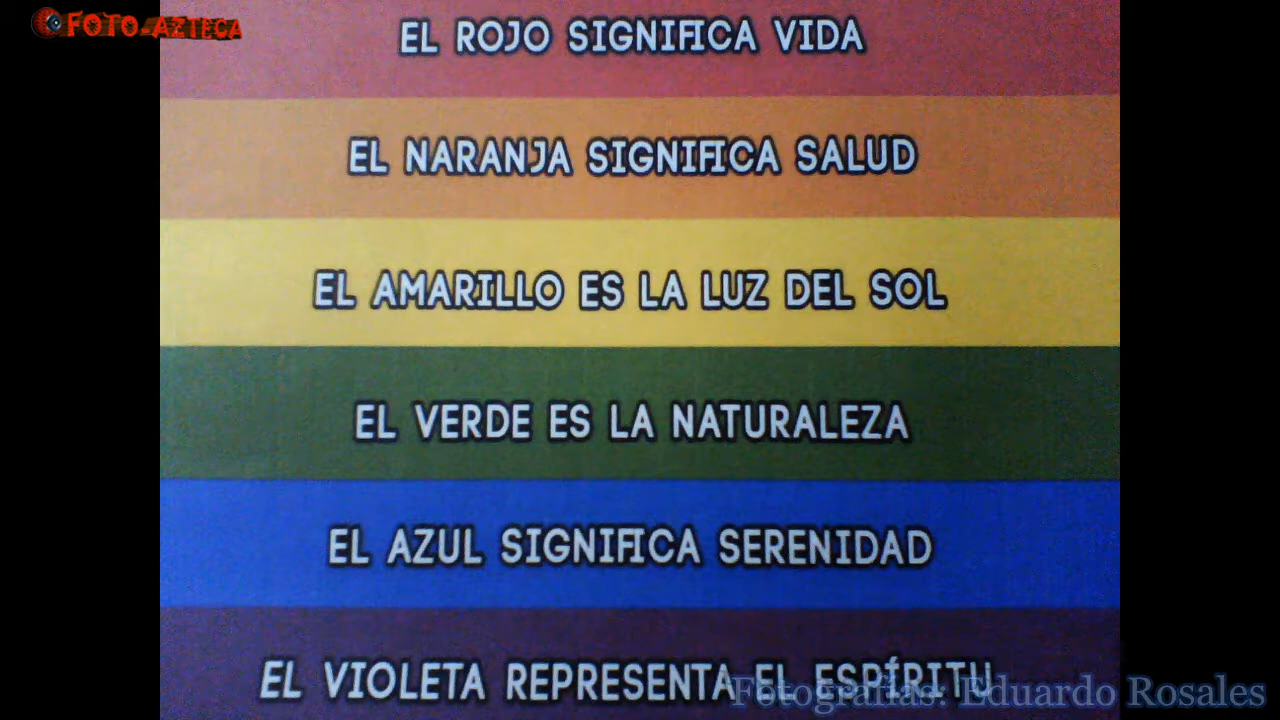 FOTO-AZTECA
EL ROJO SIGNIFICA VIDA
EL NARANJA SIGNIFICA SALUD
EL AMARILLO ES LA LUZ DEL SOL
EL VERDE ES LA NATURALEZA
EL AZUL SIGNIFICA SERENIDAD
EL VIOLETA REPRESENTA EL ESPÍRITU
Fotografías: Eduardo Rosales